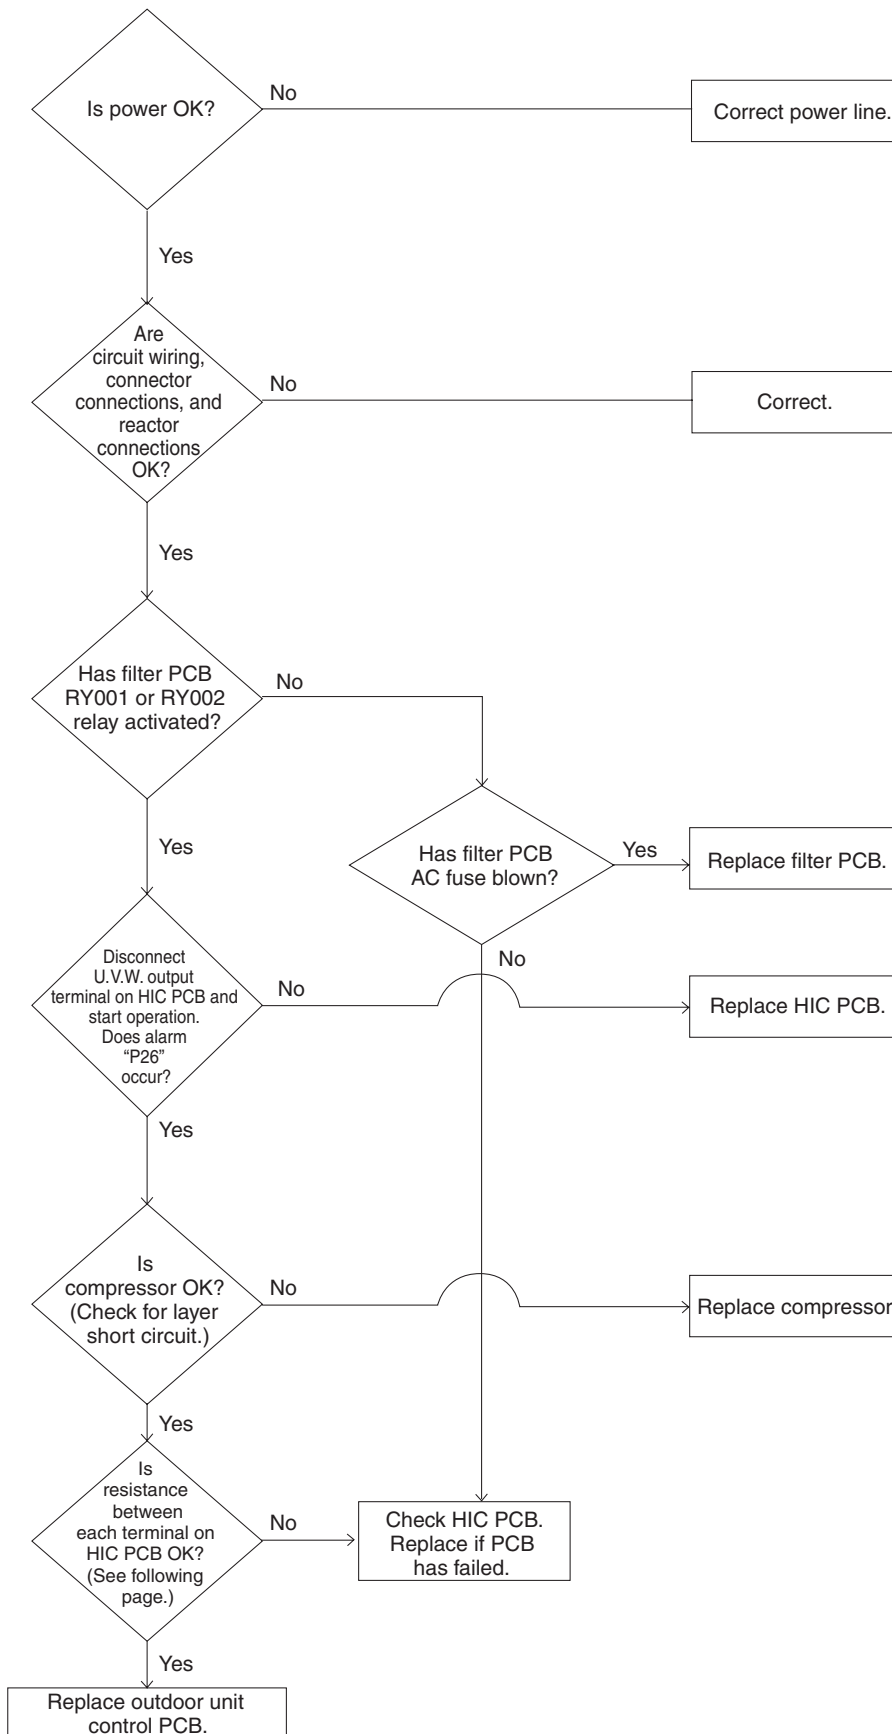 Is power OK?
No
Correct power line.
Yes
Are
circuit wiring,
connector
connections, and
reactor
connections
OK?
No
Correct.
Yes
Has filter PCB
RY001 or RY002
relay activated?
No
Yes
Has filter PCB
AC fuse blown?
Yes
Replace filter PCB.
No
Disconnect
U.V.W. output
terminal on HIC PCB and
start operation.
Does alarm
“P26”
occur?
No
Replace HIC PCB.
Yes
Is
compressor OK?
(Check for layer
short circuit.)
No
Replace compressor
Yes
Is
resistance
between
each terminal on
HIC PCB OK?
(See following
page.)
No
Check HIC PCB.
Replace if PCB
has failed.
Yes
Replace outdoor unit
control PCB.